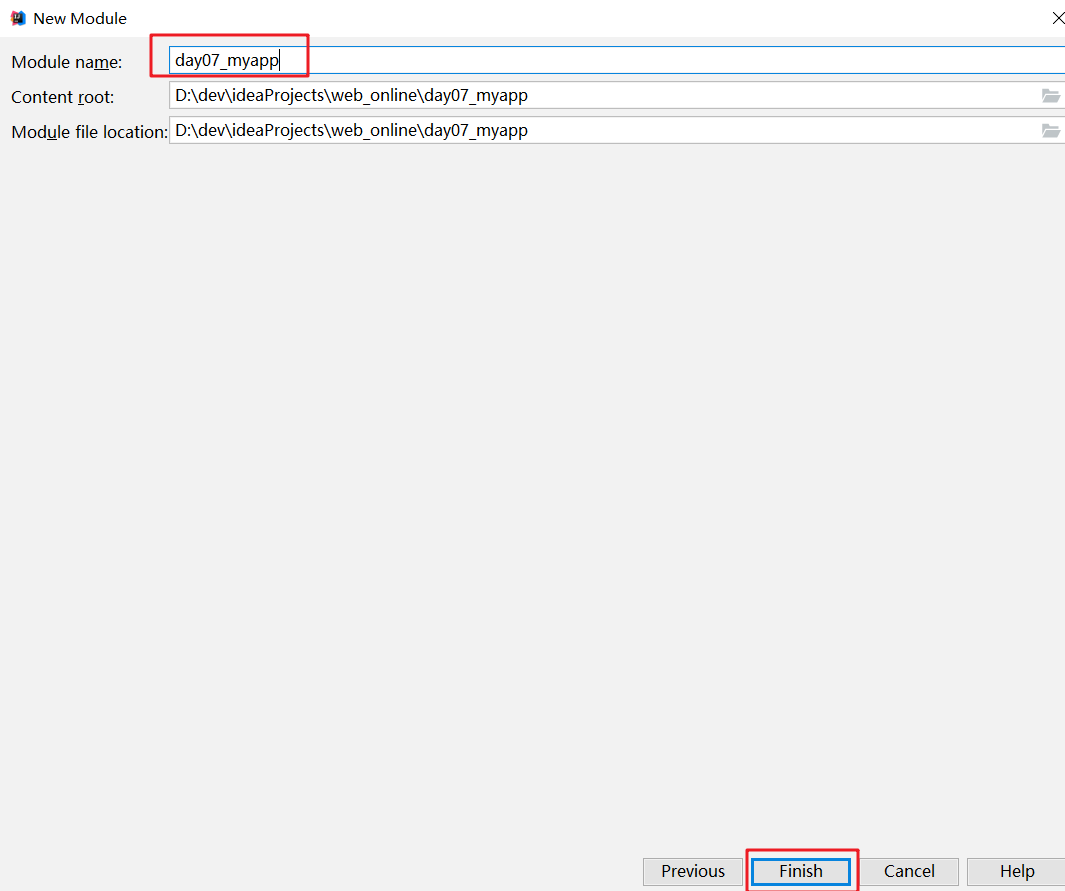 New Module
Module name: day07_myapp
Content root: D:\dev\ideaProjects\web_online\day07_myapp
Module file location: D:\dev\ideaProjects\web_online\day07_myapp
Previous Finish Cancel Help